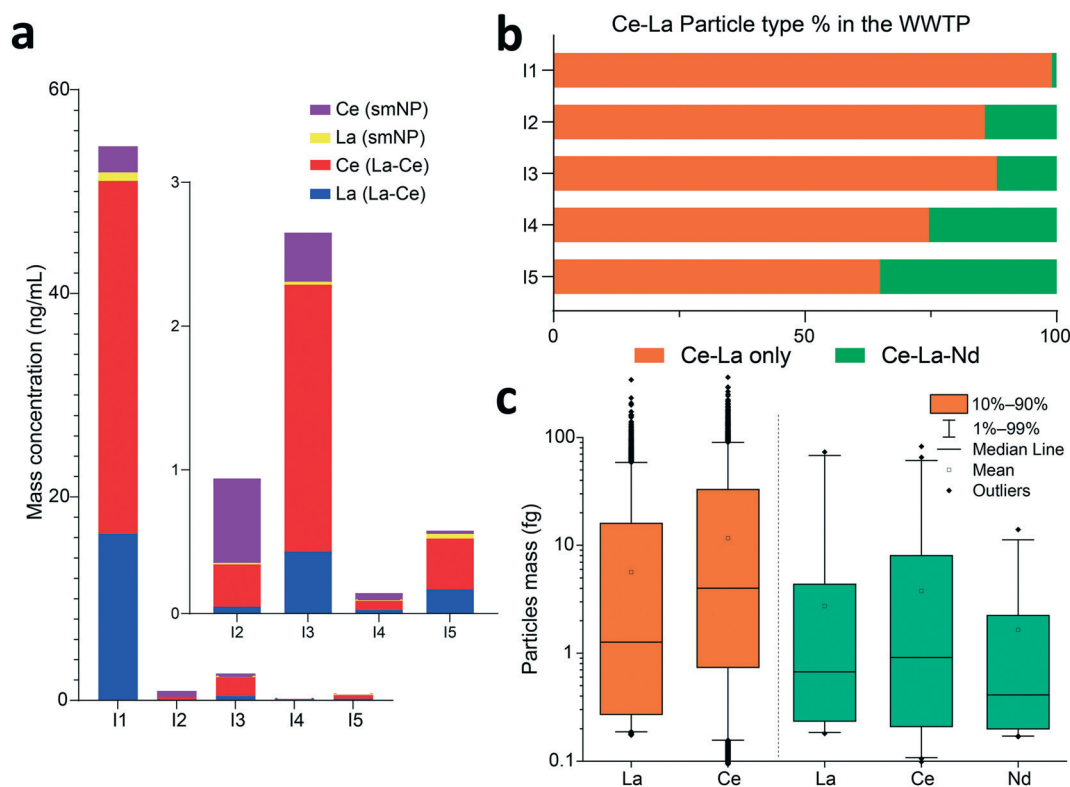 a
Mass concentration (ng/mL)
60
40
20
0
Ce (smNP)
La (smNP)
Ce (La-Ce)
La (La-Ce)
3
2
1
0
I2
I3
I4
I5
I1
I2
I3
I4
I5
b
Ce-La Particle type % in the WWTP
I1
I2
I3
I4
I5
0
50
100
Ce-La only
Ce-La-Nd
c
Particles mass (fg)
100
10
1
0.1
10%–90%
1%–99%
Median Line
Mean
Outliers
La
Ce
La
Ce
Nd